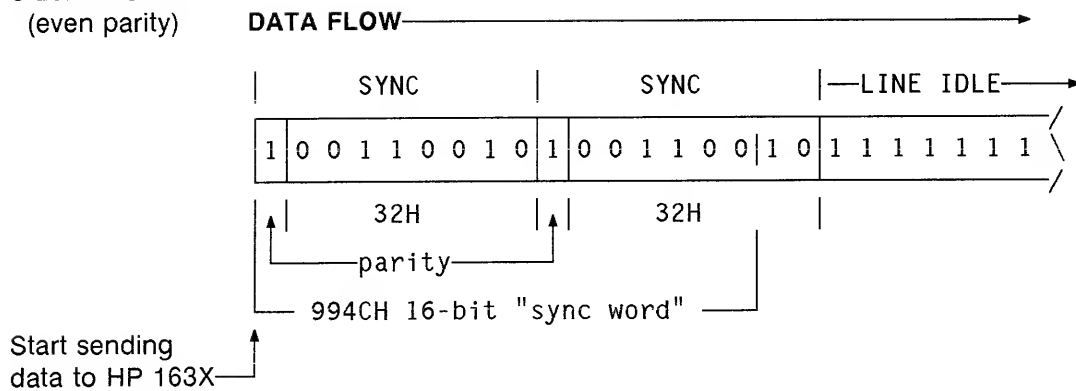 (even parity) DATA FLOW
SYNC SYNC LINE IDLE
1 0 0 1 1 0 0 1 0 1 0 0 1 1 0 0 1 0 1 1 1 1 1 1 1
32H 32H
parity
994CH 16-bit "sync word"
Start sending
data to HP 163X